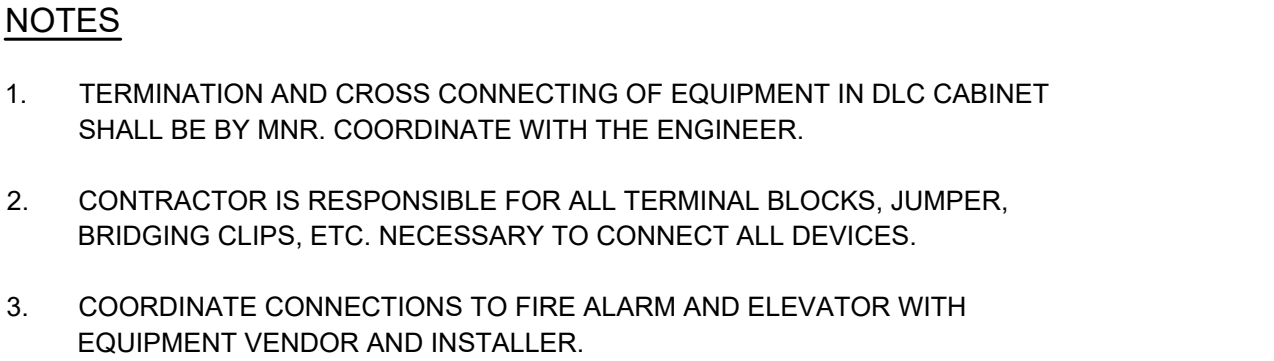 NOTES
1. TERMINATION AND CROSS CONNECTING OF EQUIPMENT IN DLC CABINET
SHALL BE BY MNR. COORDINATE WITH THE ENGINEER.
2. CONTRACTOR IS RESPONSIBLE FOR ALL TERMINAL BLOCKS, JUMPER,
BRIDGING CLIPS, ETC. NECESSARY TO CONNECT ALL DEVICES.
3. COORDINATE CONNECTIONS TO FIRE ALARM AND ELEVATOR WITH
EQUIPMENT VENDOR AND INSTALLER.